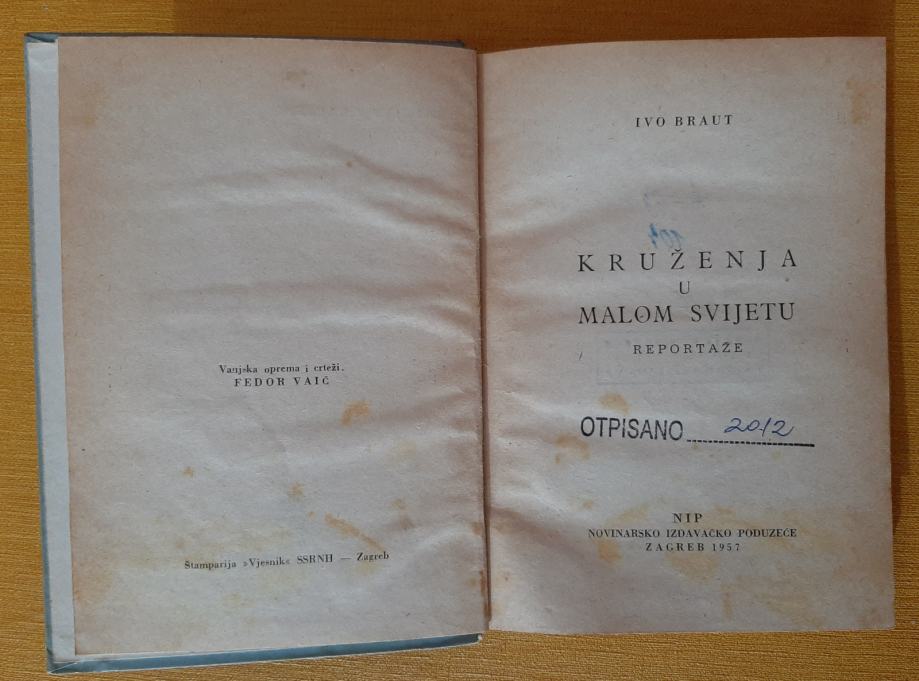 Vanjska oprema i crteži.
FEDOR VAIĆ
Štamparija »Vjesnik« SSRNH — Zagreb
IVO BRAUT
KRUŽENJA
U
MALOM SVIJETU
REPORTAŽE
OTPISANO 2012
NIP
NOVINARSKO IZDAVAČKO PODUZEĆE
ZAGREB 1957